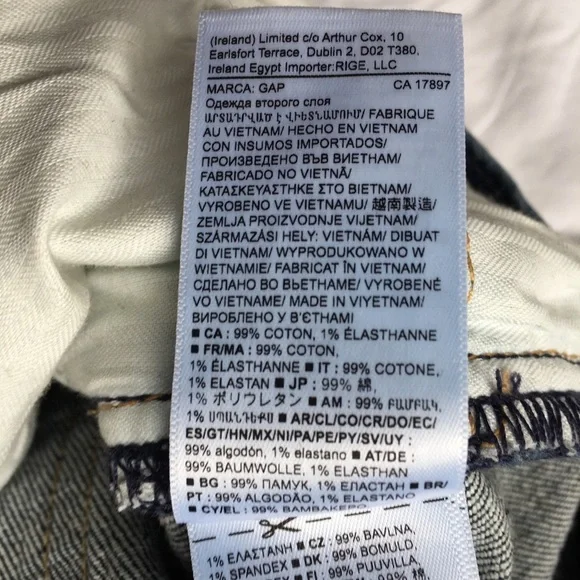 (Ireland) Limited c/o Arthur Cox, 10
Earlsfort Terrace, Dublin 2, D02 T380,
Ireland Egypt Importer:RIGE, LLC
MARCA: GAP CA 17897
Одежда второго слоя
ԱՐՏԱԴՐՎԱԾ Է ՎԻԵՏՆԱՄՈՒՄ/ FABRIQUE
AU VIETNAM/ HECHO EN VIETNAM
CON INSUMOS IMPORTADOS/
ПРОИЗВЕДЕНО ВЪВ ВИЕТНАМ/
FABRICADO NO VIETNÃ/
ΚΑΤΑΣΚΕΥΑΣΤΗΚΕ ΣΤΟ ΒΙΕΤΝΑΜ/
VYROBENO VE VIETNAMU/ 越南製造/
ZEMLJA PROIZVODNJE VIJETNAM/
SZÁRMAZÁSI HELY: VIETNÁM/ DIBUAT
DI VIETNAM/ WYPRODUKOWANO W
WIETNAMIE/ FABRICAT ÎN VIETNAM/
СДЕЛАНО ВО ВЬЕТНАМЕ/ VYROBENÉ
VO VIETNAME/ MADE IN VIYETNAM/
ВИРОБЛЕНО У В'ЄТНАМІ
■ CA : 99% COTTON, 1% ÉLASTHANNE
■ FR/MA : 99% COTON,
1% ÉLASTHANNE ■ IT : 99% COTONE,
1% ELASTAN ■ JP : 99% 綿,
1% ポリウレタン ■ AM : 99% ԲԱՄԲԱԿ,
1% ՍՊԱՆԴԵՔՍ ■ AR/CL/CO/CR/DO/EC/
ES/GT/HN/MX/NI/PA/PE/PY/SV/UY :
99% algodón, 1% elastano ■ AT/DE :
99% BAUMWOLLE, 1% ELASTHAN
■ BG : 99% ПАМУК, 1% ЕЛАСТАН ■ BR/
PT : 99% ALGODÃO, 1% ELASTANO
■ CY/EL : 99% ΒΑΜΒΑΚΕΡΟ
1% ΕΛΑΣΤΑΝΗ ■ CZ : 99% BAVLNA,
1% SPANDEX ■ DK : 99% BOMULD,
■ FI : 99% PUUVILLA,
99% 棉